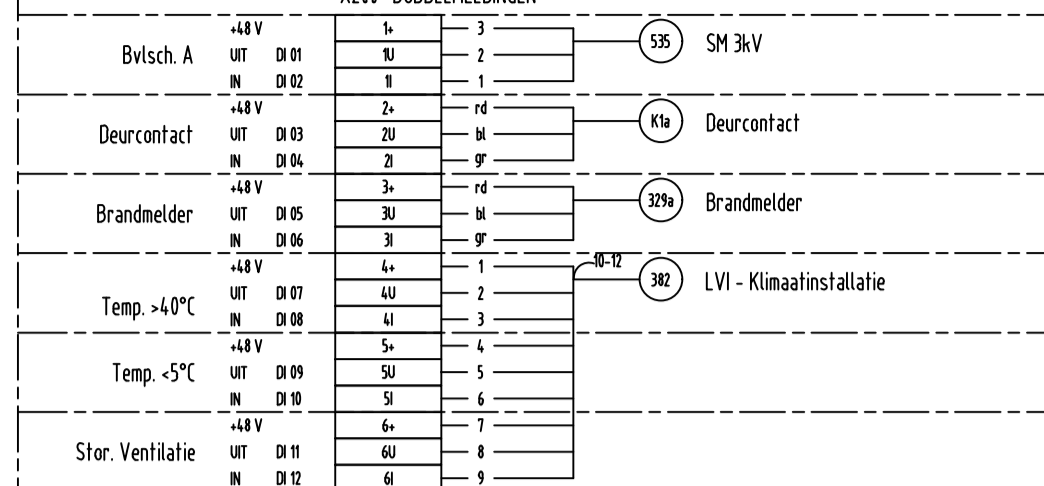 +48 V 1+ 3
Bvlsch. A UIT DI 01 1U 2 535 SM 3kV
IN DI 02 1I 1
+48 V 2+ rd
Deurcontact UIT DI 03 2U bl K1a Deurcontact
IN DI 04 2I gr
+48 V 3+ rd
Brandmelder UIT DI 05 3U bl 329a Brandmelder
IN DI 06 3I gr
+48 V 4+ 1 10-12
Temp. >40°C UIT DI 07 4U 2 382 LVI - Klimaatinstallatie
IN DI 08 4I 3
+48 V 5+ 4
Temp. <5°C UIT DI 09 5U 5
IN DI 10 5I 6
+48 V 6+ 7
Stor. Ventilatie UIT DI 11 6U 8
IN DI 12 6I 9